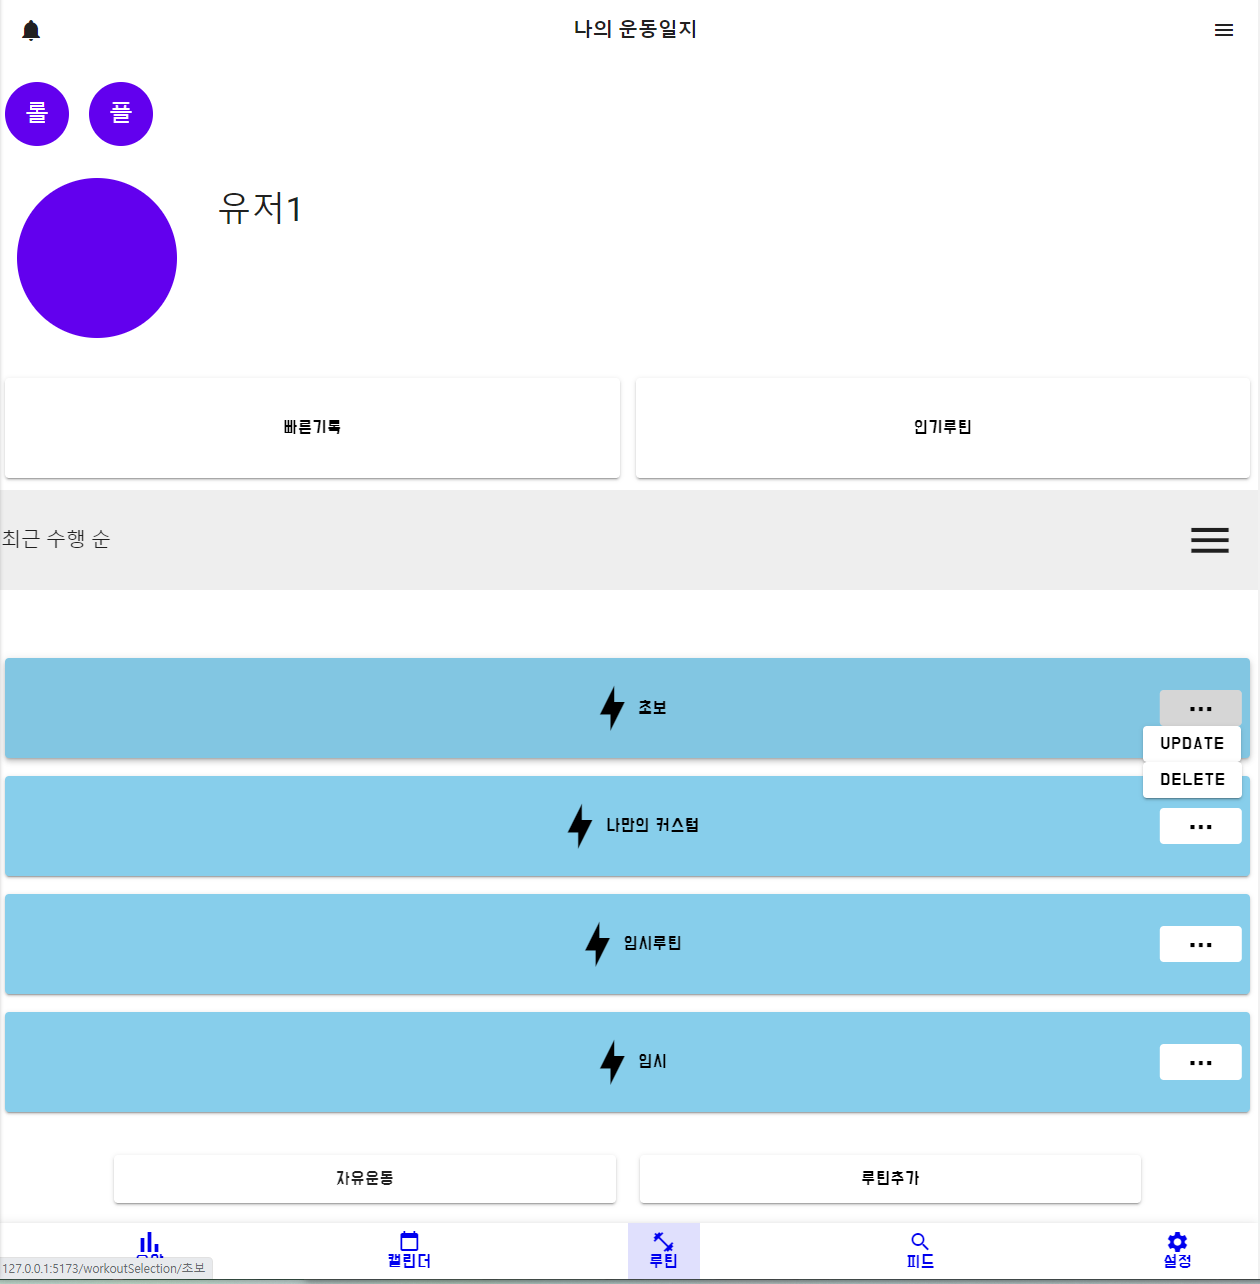 나의 운동일지
롤 플
유저1
빠른기록 인기루틴
최근 수행 순
초보
UPDATE
DELETE
나만의 커스텀
임시루틴
임시
자유운동 루틴추가
캘린더 루틴 피드 설정
127.0.0.1:5173/workoutSelection/초보